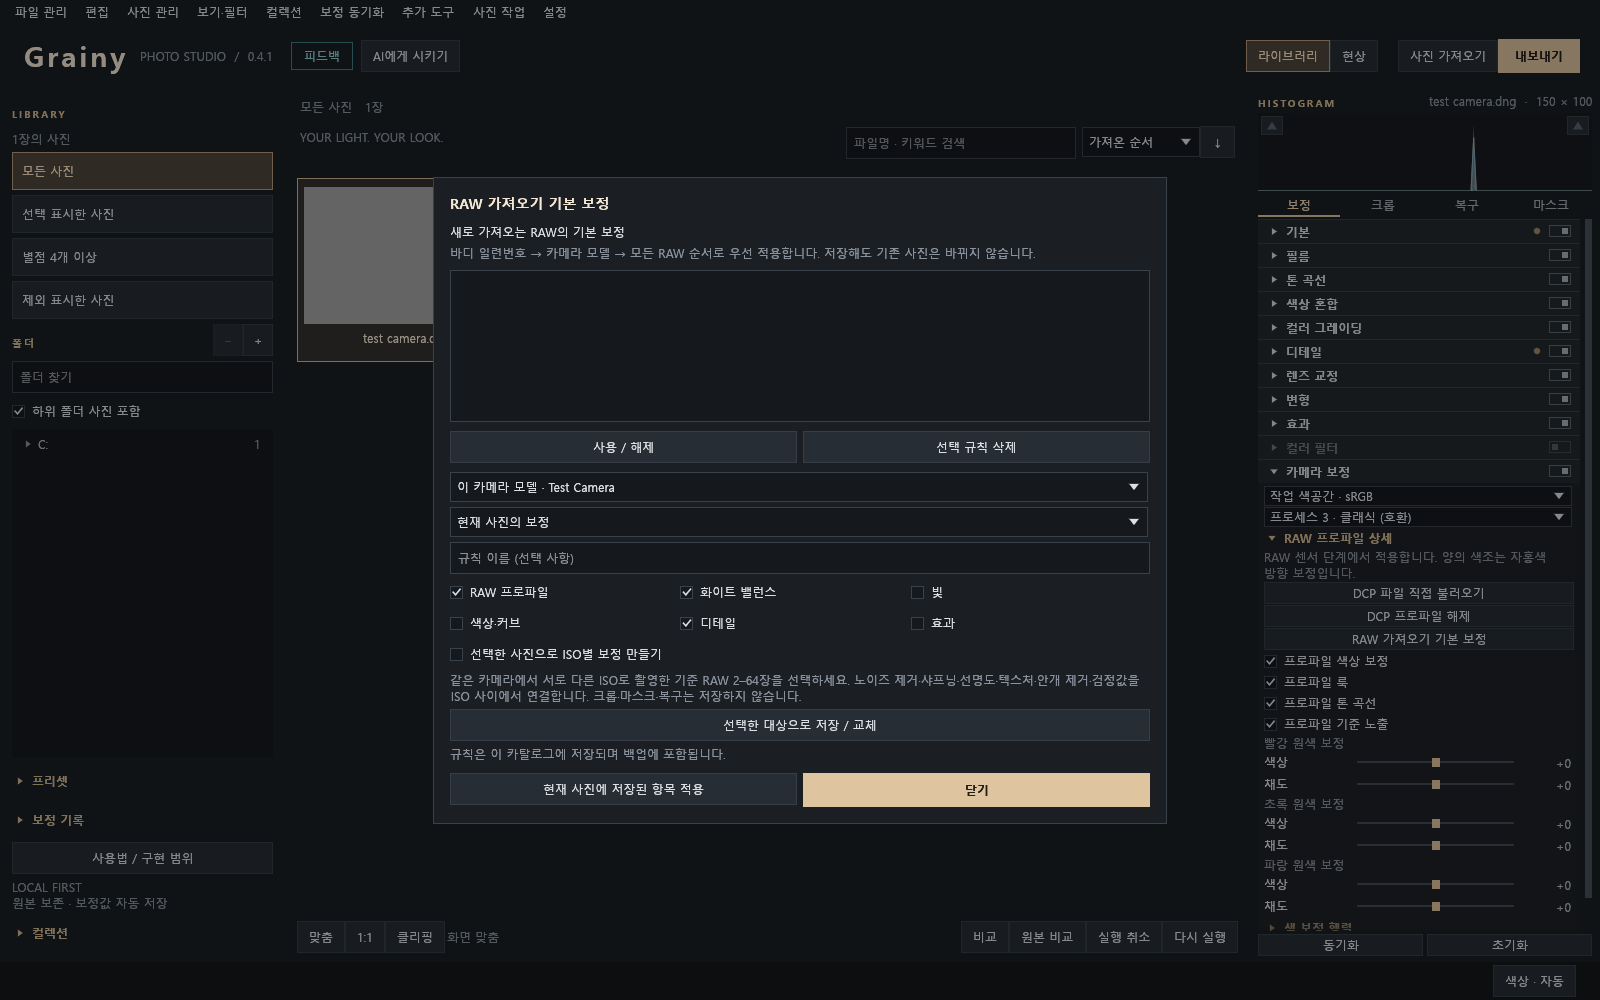 파일 관리 편집 사진 관리 보기·필터 컬렉션 보정 동기화 추가 도구 사진 작업 설정
Grainy PHOTO STUDIO / 0.4.1 피드백 AI에게 시키기 라이브러리 현상 사진 가져오기 내보내기
LIBRARY
1장의 사진
모든 사진
선택 표시한 사진
별점 4개 이상
제외 표시한 사진
폴더 − +
폴더 찾기
하위 폴더 사진 포함
C: 1
프리셋
보정 기록
사용법 / 구현 범위
LOCAL FIRST
원본 보존 · 보정값 자동 저장
컬렉션
모든 사진 1장
YOUR LIGHT. YOUR LOOK.
파일명 · 키워드 검색 가져온 순서 ↓
test camera.d
RAW 가져오기 기본 보정
새로 가져오는 RAW의 기본 보정
바디 일련번호 → 카메라 모델 → 모든 RAW 순서로 우선 적용합니다. 저장해도 기존 사진은 바뀌지 않습니다.
사용 / 해제 선택 규칙 삭제
이 카메라 모델 · Test Camera
현재 사진의 보정
규칙 이름 (선택 사항)
RAW 프로파일 화이트 밸런스 빛
색상·커브 디테일 효과
선택한 사진으로 ISO별 보정 만들기
같은 카메라에서 서로 다른 ISO로 촬영한 기준 RAW 2–64장을 선택하세요. 노이즈 제거·샤프닝·선명도·텍스처·안개 제거·검정값을
ISO 사이에서 연결합니다. 크롭·마스크·복구는 저장하지 않습니다.
선택한 대상으로 저장 / 교체
규칙은 이 카탈로그에 저장되며 백업에 포함됩니다.
현재 사진에 저장된 항목 적용 닫기
맞춤 1:1 클리핑 화면 맞춤 비교 원본 비교 실행 취소 다시 실행
HISTOGRAM test camera.dng · 150 × 100
보정 크롭 복구 마스크
기본
필름
톤 곡선
색상 혼합
컬러 그레이딩
디테일
렌즈 교정
변형
효과
컬러 필터
카메라 보정
작업 색공간 · sRGB
프로세스 3 · 클래식 (호환)
RAW 프로파일 상세
RAW 센서 단계에서 적용합니다. 양의 색조는 자홍색
방향 보정입니다.
DCP 파일 직접 불러오기
DCP 프로파일 해제
RAW 가져오기 기본 보정
프로파일 색상 보정
프로파일 룩
프로파일 톤 곡선
프로파일 기준 노출
빨강 원색 보정
색상 +0
채도 +0
초록 원색 보정
색상 +0
채도 +0
파랑 원색 보정
색상 +0
채도 +0
색 보정 행렬
동기화 초기화
색상 · 자동